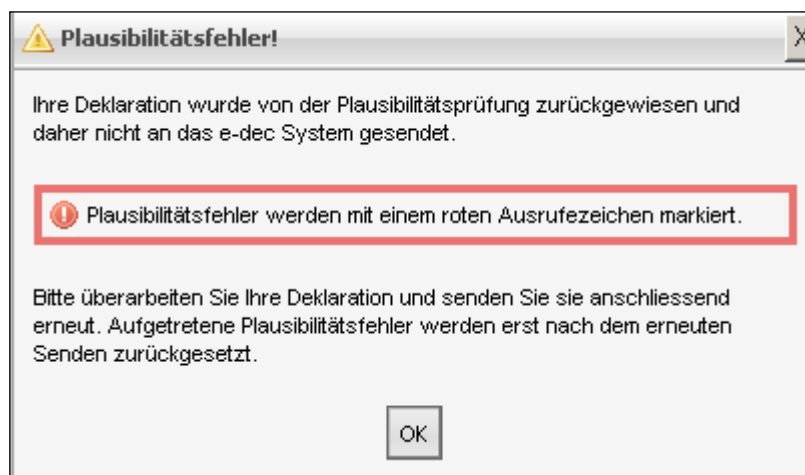 Plausibilitätsfehler!
Ihre Deklaration wurde von der Plausibilitätsprüfung zurückgewiesen und
daher nicht an das e-dec System gesendet.
Plausibilitätsfehler werden mit einem roten Ausrufezeichen markiert.
Bitte überarbeiten Sie Ihre Deklaration und senden Sie sie anschliessend
erneut. Aufgetretene Plausibilitätsfehler werden erst nach dem erneuten
Senden zurückgesetzt.
OK